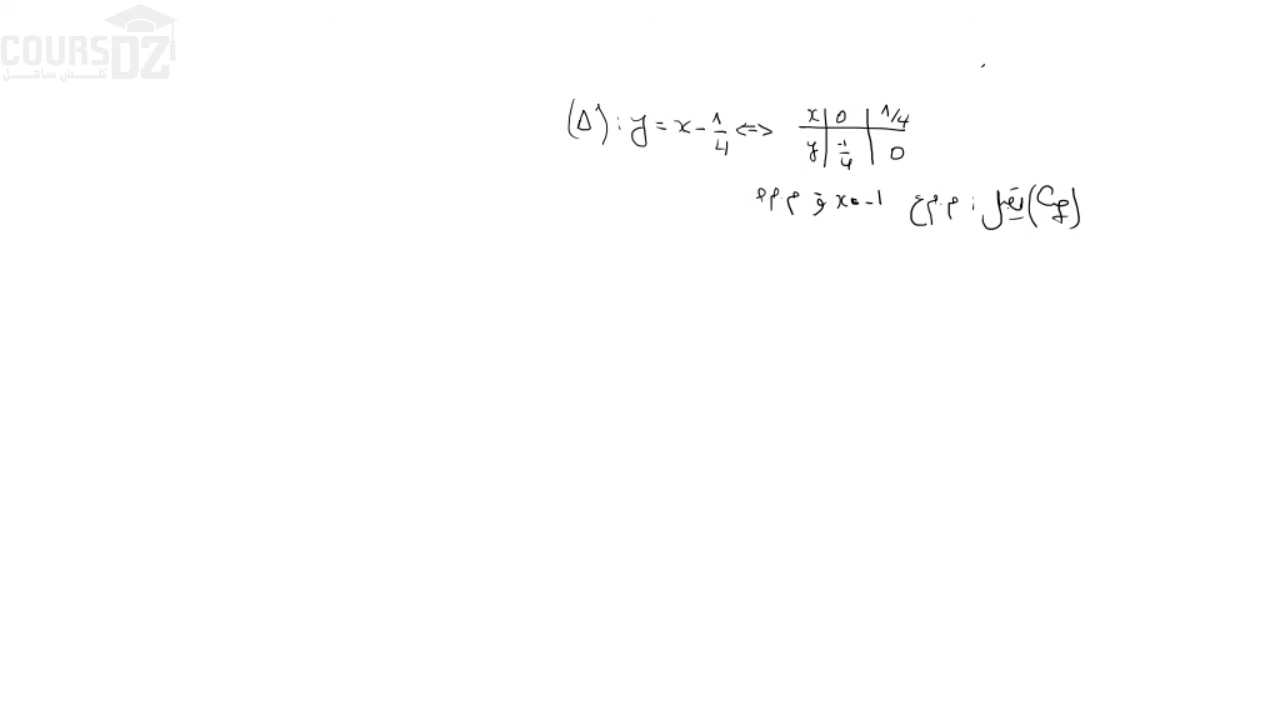 COURSDZ
كلش ساهل
(Δ): y = x - 1/4 ⇔
x | 0 | 1/4
y | -1/4 | 0
(Cf) يقبل : م.م.ع x = -1 و م.م.م